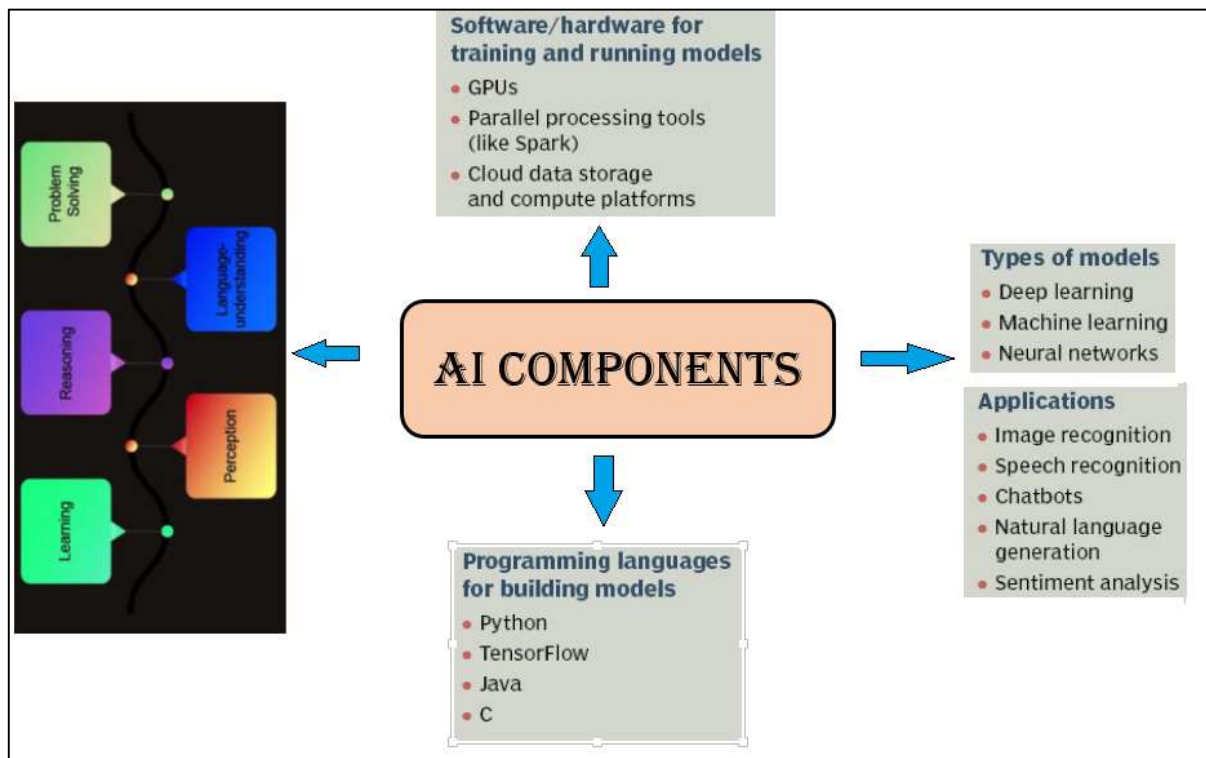 Software/hardware for
training and running models
• GPUs
• Parallel processing tools
(like Spark)
• Cloud data storage
and compute platforms
Problem
Solving
Language-
understanding
Reasoning
Perception
Learning
AI COMPONENTS
Types of models
• Deep learning
• Machine learning
• Neural networks
Applications
• Image recognition
• Speech recognition
• Chatbots
• Natural language
generation
• Sentiment analysis
Programming languages
for building models
• Python
• TensorFlow
• Java
• C